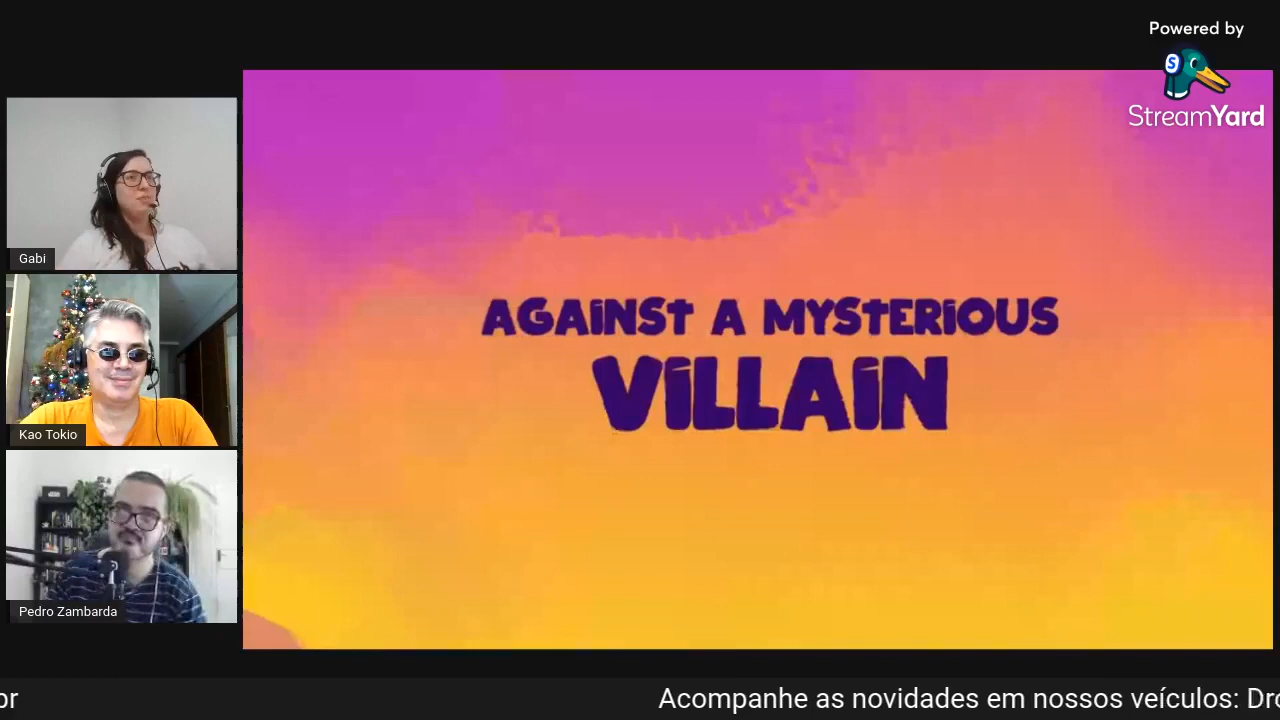 Powered by
StreamYard
Gabi
AGAINST A MYSTERIOUS
VILLAIN
Kao Tokio
Pedro Zambarda
Acompanhe as novidades em nossos veículos: